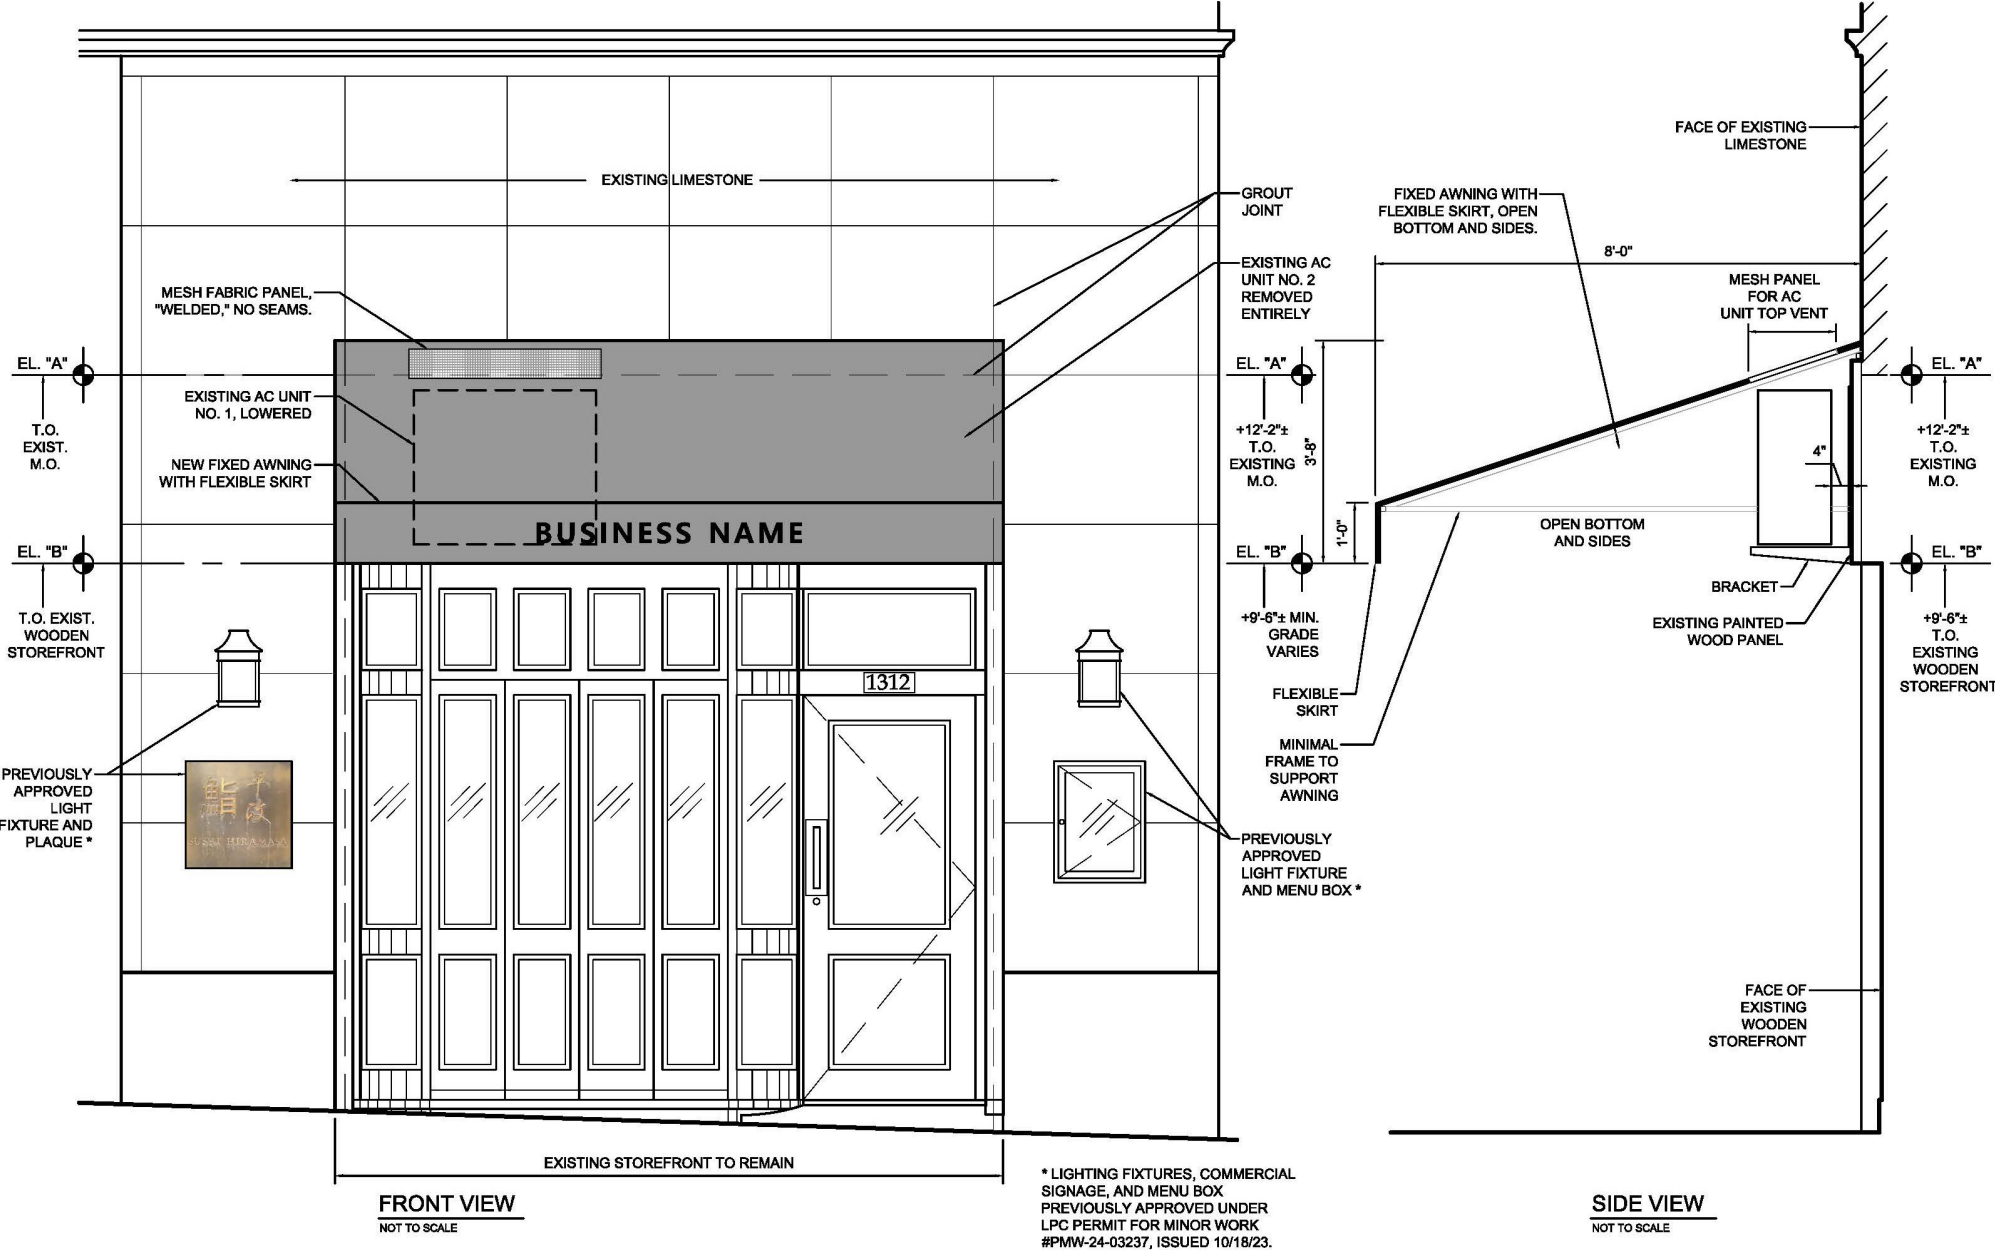 EXISTING LIMESTONE
GROUT
JOINT
MESH FABRIC PANEL,
"WELDED," NO SEAMS.
EXISTING AC
UNIT NO. 2
REMOVED
ENTIRELY
EL. "A"
T.O.
EXIST.
M.O.
EXISTING AC UNIT
NO. 1, LOWERED
NEW FIXED AWNING
WITH FLEXIBLE SKIRT
BUSINESS NAME
EL. "B"
T.O. EXIST.
WOODEN
STOREFRONT
1312
PREVIOUSLY
APPROVED
LIGHT
FIXTURE AND
PLAQUE *
鮨
平政
SUSHI HIRAMASA
EL. "A"
+12'-2"±
T.O.
EXISTING
M.O.
3'-8"
1'-0"
EL. "B"
+9'-6"± MIN.
GRADE
VARIES
PREVIOUSLY
APPROVED
LIGHT FIXTURE
AND MENU BOX *
EXISTING STOREFRONT TO REMAIN
FRONT VIEW
NOT TO SCALE
* LIGHTING FIXTURES, COMMERCIAL
SIGNAGE, AND MENU BOX
PREVIOUSLY APPROVED UNDER
LPC PERMIT FOR MINOR WORK
#PMW-24-03237, ISSUED 10/18/23.
FACE OF EXISTING
LIMESTONE
FIXED AWNING WITH
FLEXIBLE SKIRT, OPEN
BOTTOM AND SIDES.
8'-0"
MESH PANEL
FOR AC
UNIT TOP VENT
EL. "A"
+12'-2"±
T.O.
EXISTING
M.O.
4"
OPEN BOTTOM
AND SIDES
EL. "B"
+9'-6"±
T.O.
EXISTING
WOODEN
STOREFRONT
BRACKET
EXISTING PAINTED
WOOD PANEL
FLEXIBLE
SKIRT
MINIMAL
FRAME TO
SUPPORT
AWNING
FACE OF
EXISTING
WOODEN
STOREFRONT
SIDE VIEW
NOT TO SCALE